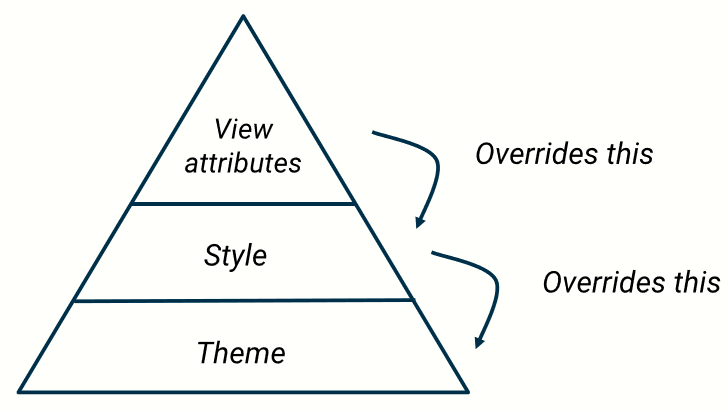 View
attributes
Overrides this
Style
Overrides this
Theme